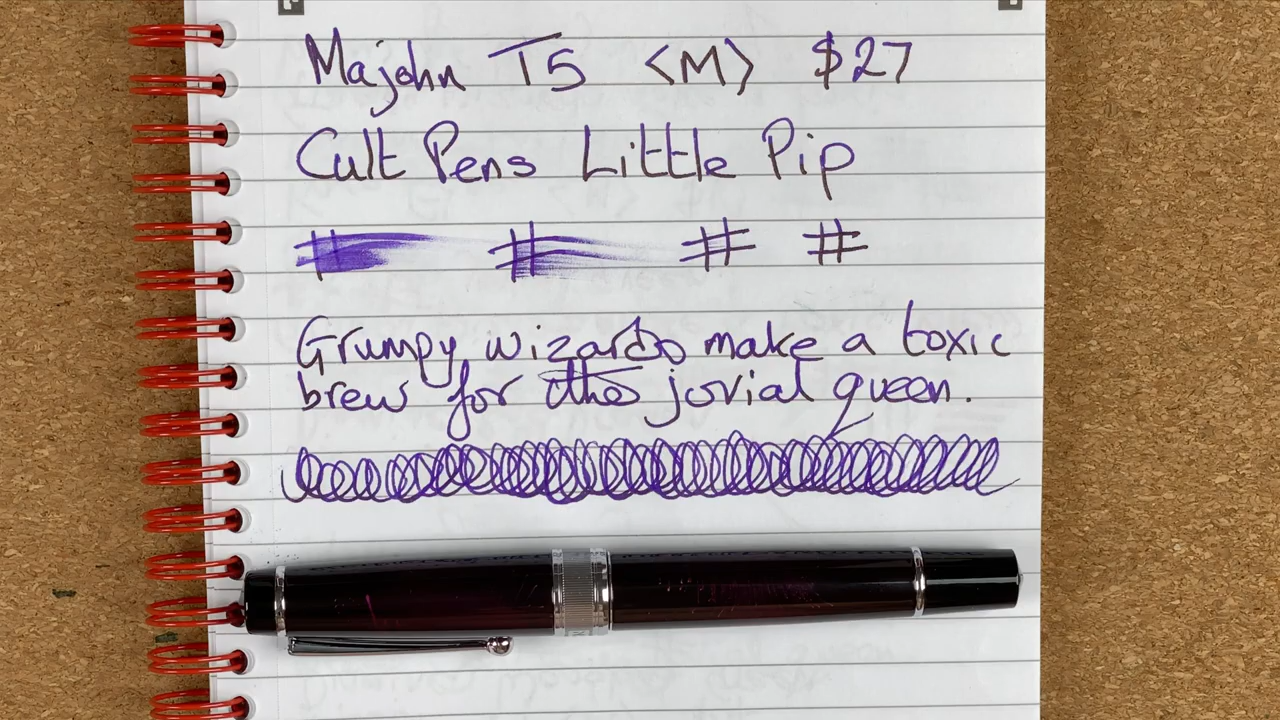 Majohn T5 <M> $27
Cult Pens Little Pip
# # # #
Grumpy wizards make a toxic
brew for the jovial queen.